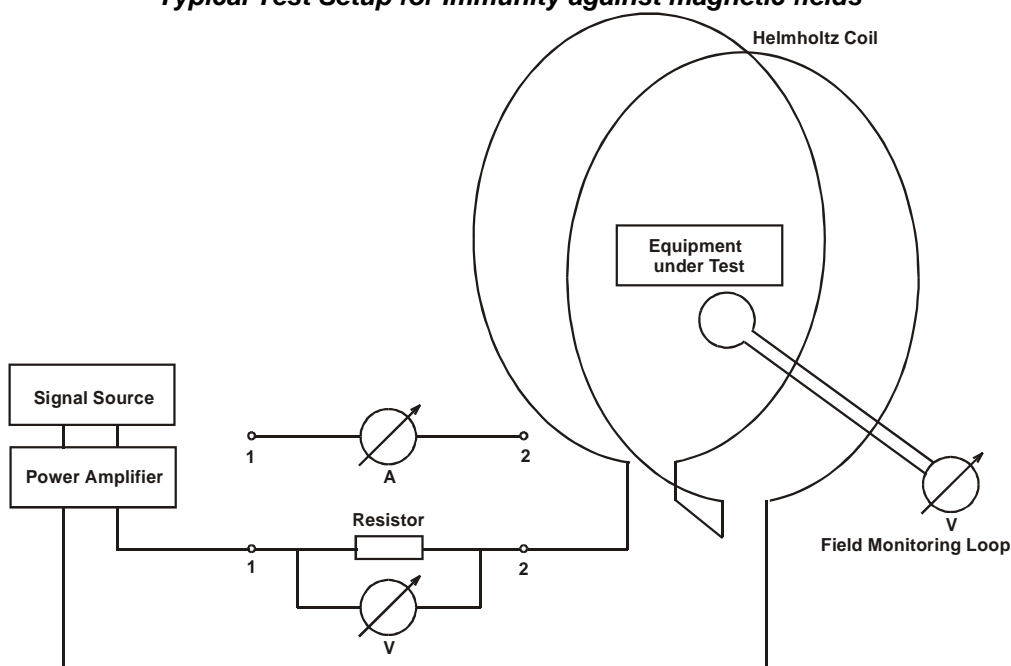 Typical Test Setup for immunity against magnetic fields
Helmholtz Coil
Equipment
under Test
Signal Source
Power Amplifier
1
A
2
Resistor
1
2
V
V
Field Monitoring Loop